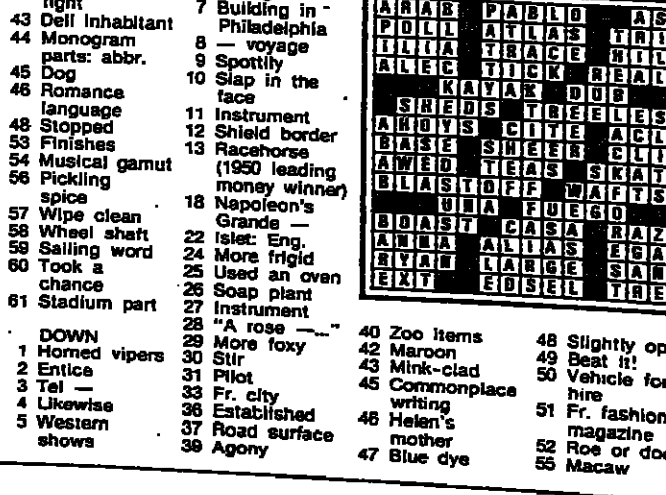 43 Deli Inhabitant
44 Monogram
parts: abbr.
45 Dog
46 Romance
language
48 Stopped
53 Finishes
54 Musical gamut
56 Pickling
spice
57 Wipe clean
58 Wheel shaft
59 Sailing word
60 Took a
chance
61 Stadium part
DOWN
1 Horned vipers
2 Entice
3 Tel —
4 Likewise
5 Western
shows
7 Building in
Philadelphia
8 — voyage
9 Spottily
10 Slap in the
face
11 Instrument
12 Shield border
13 Racehorse
(1950 leading
money winner)
18 Napoleon's
Grande —
22 Islet: Eng.
24 More frigid
25 Used an oven
26 Soap plant
27 Instrument
28 "A rose —..."
29 More foxy
30 Stir
31 Pilot
33 Fr. city
36 Established
37 Road surface
39 Agony
40 Zoo items
42 Maroon
43 Mink-clad
45 Commonplace
writing
46 Helen's
mother
47 Blue dye
48 Slightly op
49 Beat it!
50 Vehicle for
hire
51 Fr. fashion
magazine
52 Roe or doe
55 Macaw
ARAB PABLO AS
POLL ATLAS TRI
ILIA TRACE HIL
ALEC TICK REAL
KAYAK DUB
SHEDS TREELES
AHOYS CITE ACL
BASE SHEER CLI
AWED TEAS SKAT
BLASTOFF WAFTS
UNA FUEGO
BOAST CASA RAZ
ANNA ALIAS EGA
RYAN LARGE SAN
EXT EDSEL TRE